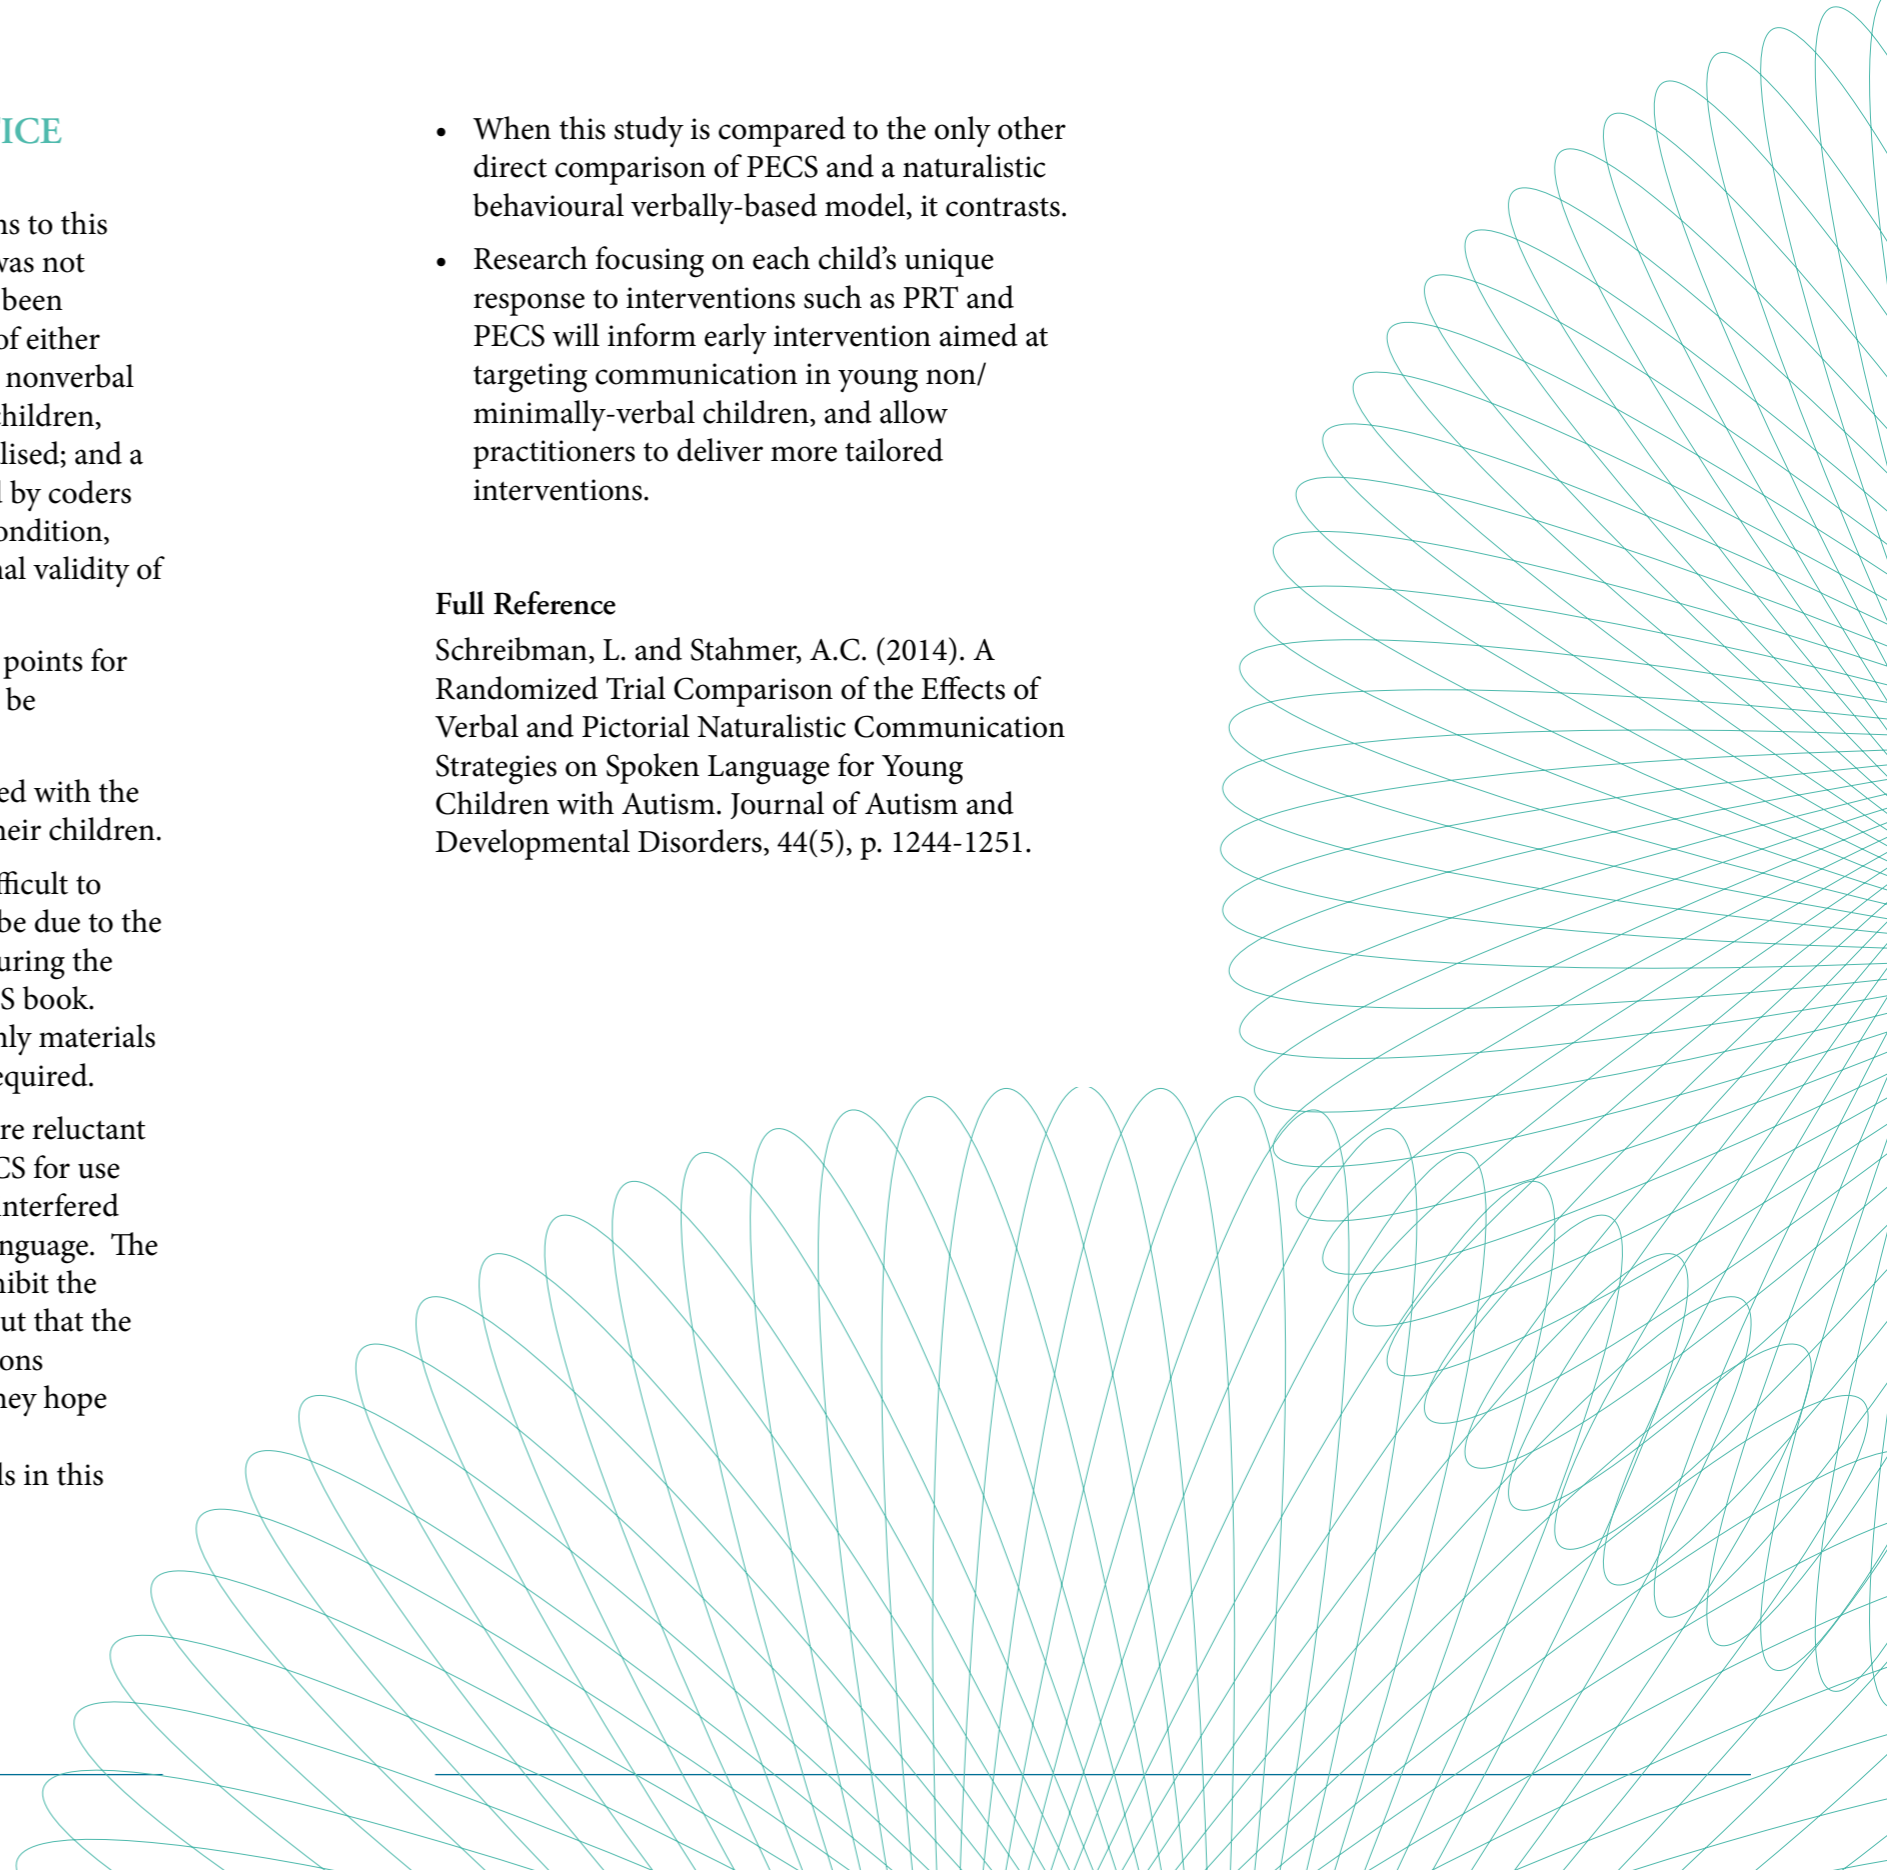 ICE
ns to this
was not
been
of either
nonverbal
children,
lised; and a
by coders
ondition,
nal validity of
points for
be
ed with the
heir children.
fficult to
be due to the
uring the
S book.
nly materials
equired.
re reluctant
CS for use
interfered
nguage. The
hibit the
ut that the
ons
hey hope
ls in this
• When this study is compared to the only other
direct comparison of PECS and a naturalistic
behavioural verbally-based model, it contrasts.
• Research focusing on each child’s unique
response to interventions such as PRT and
PECS will inform early intervention aimed at
targeting communication in young non/
minimally-verbal children, and allow
practitioners to deliver more tailored
interventions.
Full Reference
Schreibman, L. and Stahmer, A.C. (2014). A
Randomized Trial Comparison of the Effects of
Verbal and Pictorial Naturalistic Communication
Strategies on Spoken Language for Young
Children with Autism. Journal of Autism and
Developmental Disorders, 44(5), p. 1244-1251.